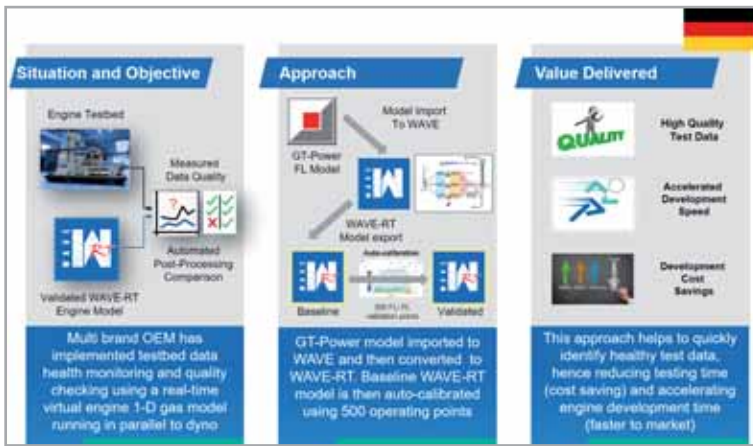 Situation and Objective
Engine Testbed
Measured
Data Quality
Automated
Post-Processing
Comparison
Validated WAVE-RT
Engine Model
Multi brand OEM has
implemented testbed data
health monitoring and quality
checking using a real-time
virtual engine 1-D gas model
running in parallel to dyno
Approach
Model Import
To WAVE
GT-Power
FL Model
WAVE-RT
Model export
Auto-calibration
validation points
Baseline
Validated
GT-Power model imported to
WAVE and then converted to
WAVE-RT. Baseline WAVE-RT
model is then auto-calibrated
using 500 operating points
Value Delivered
QUALITY
High Quality
Test Data
Accelerated
Development
Speed
Development
Cost
Savings
This approach helps to quickly
identify healthy test data,
hence reducing testing time
(cost saving) and accelerating
engine development time
(faster to market)